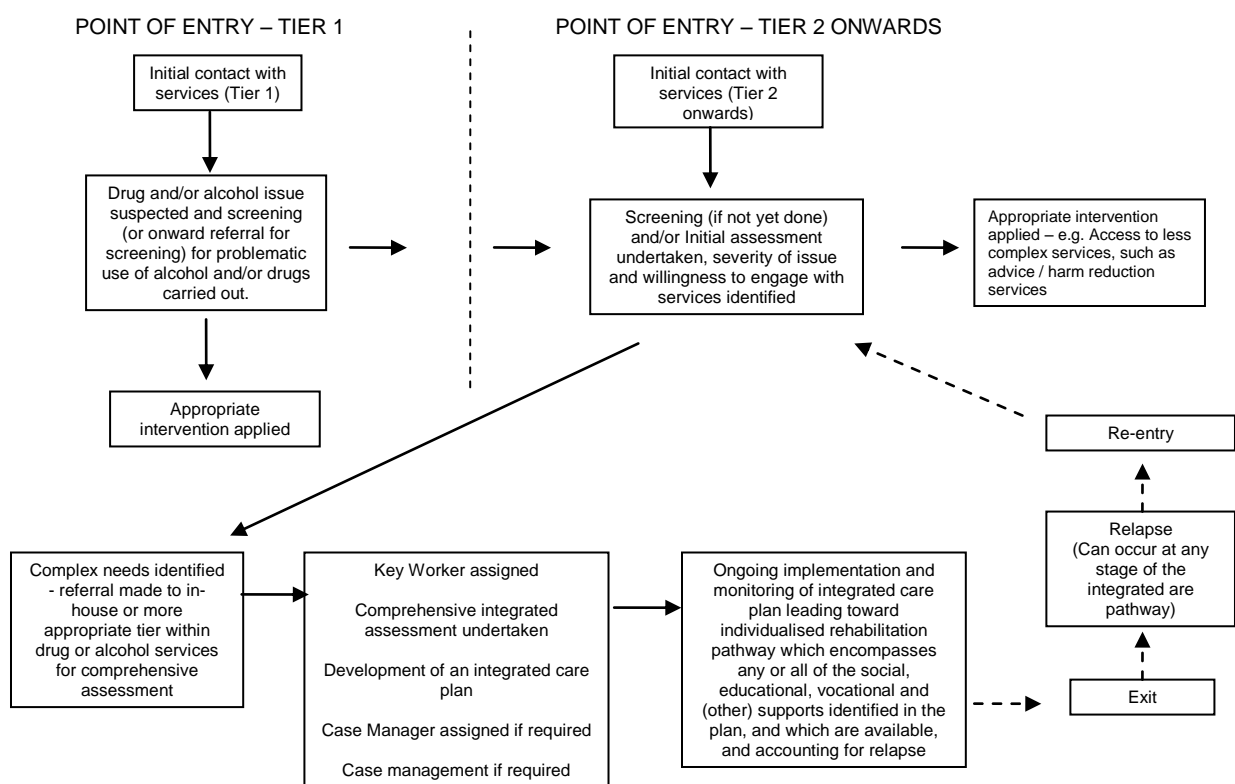 POINT OF ENTRY – TIER 1
POINT OF ENTRY – TIER 2 ONWARDS
Initial contact with
services (Tier 1)
Initial contact with
services (Tier 2
onwards)
Drug and/or alcohol issue
suspected and screening
(or onward referral for
screening) for problematic
use of alcohol and/or drugs
carried out.
Screening (if not yet done)
and/or Initial assessment
undertaken, severity of issue
and willingness to engage with
services identified
Appropriate intervention
applied – e.g. Access to less
complex services, such as
advice / harm reduction
services
Appropriate
intervention applied
Re-entry
Relapse
(Can occur at any
stage of the
integrated are
pathway)
Exit
Complex needs identified
- referral made to in-
house or more
appropriate tier within
drug or alcohol services
for comprehensive
assessment
Key Worker assigned
Comprehensive integrated
assessment undertaken
Development of an integrated care
plan
Case Manager assigned if required
Case management if required
Ongoing implementation and
monitoring of integrated care
plan leading toward
individualised rehabilitation
pathway which encompasses
any or all of the social,
educational, vocational and
(other) supports identified in the
plan, and which are available,
and accounting for relapse